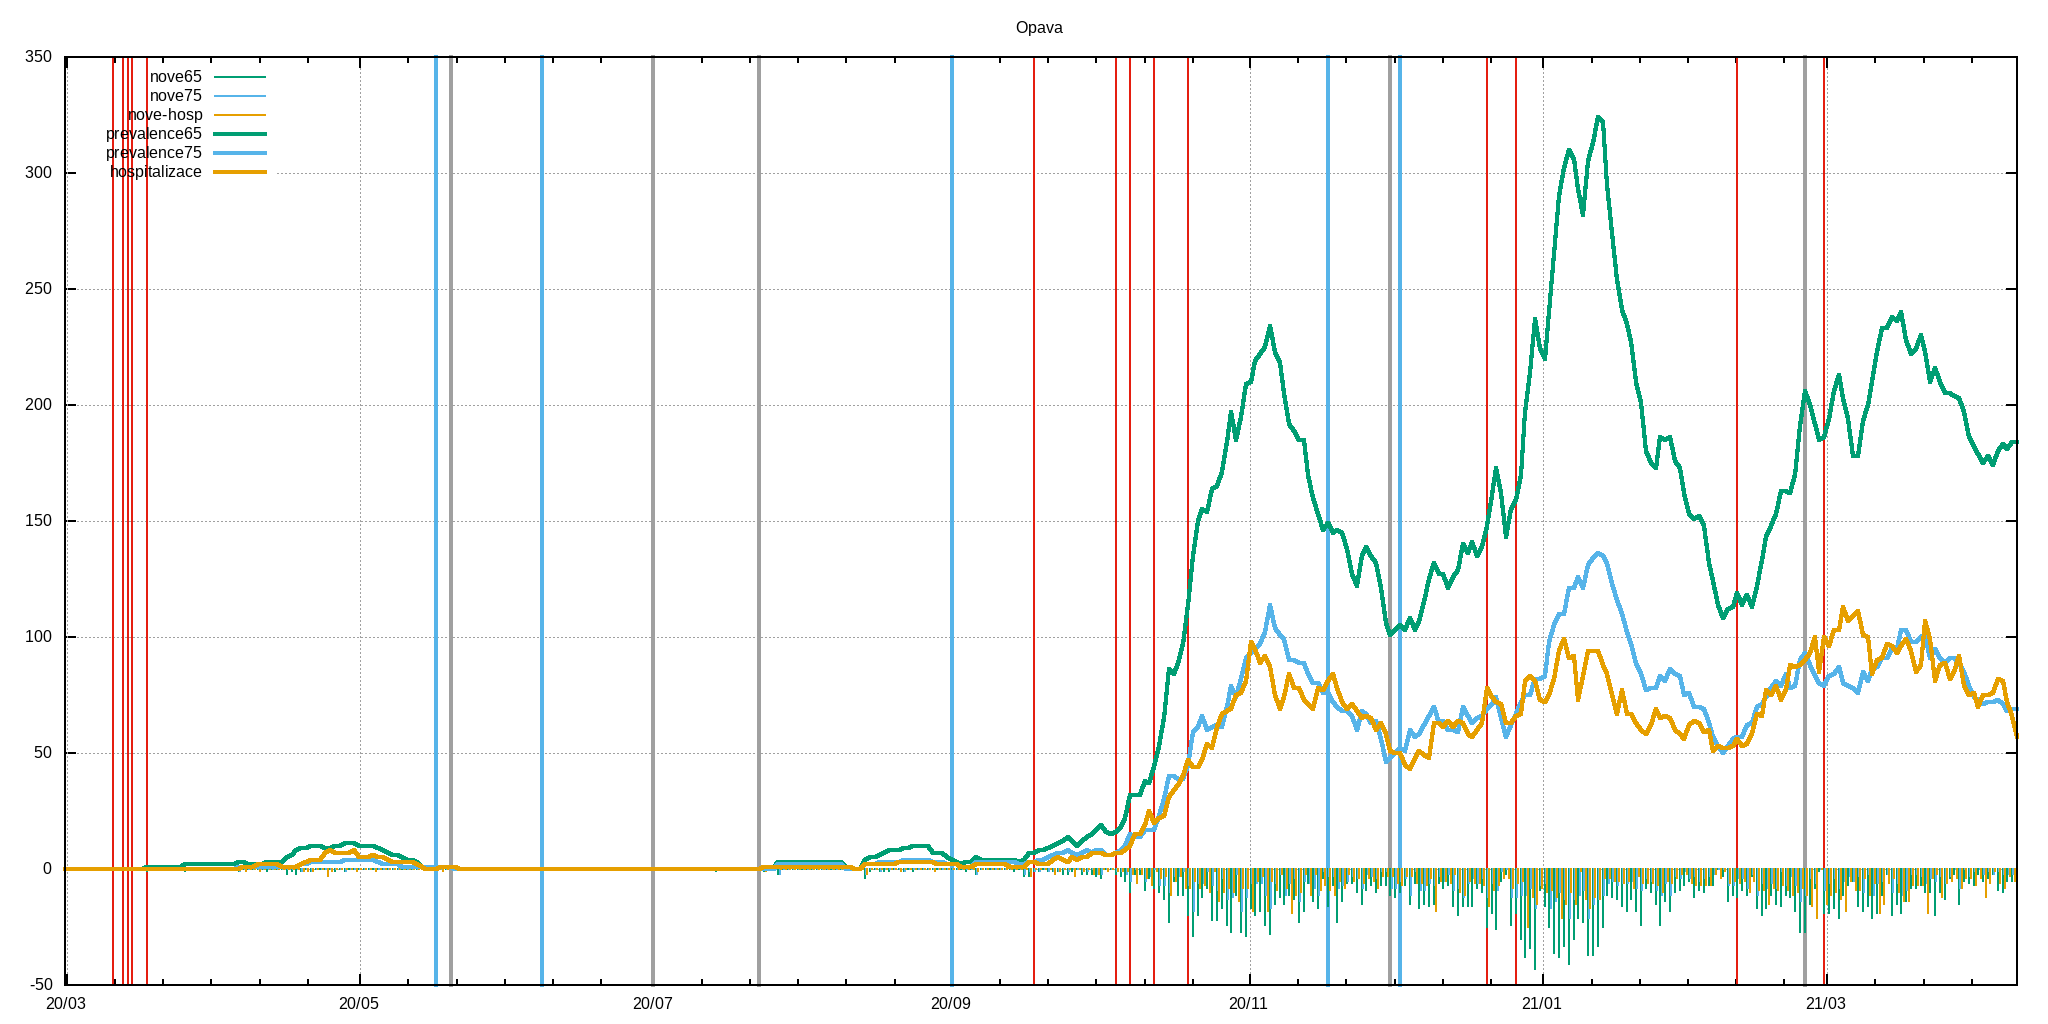 Opava
350
300
250
200
150
100
50
0
-50
nove65
nove75
nove-hosp
prevalence65
prevalence75
hospitalizace
20/03 20/05 20/07 20/09 20/11 21/01 21/03